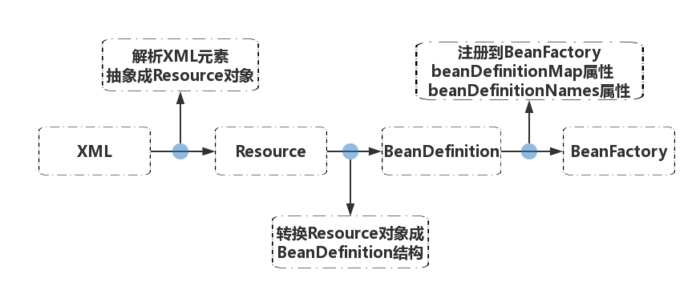 解析XML元素
抽象成Resource对象
注册到BeanFactory
beanDefinitionMap属性
beanDefinitionNames属性
XML
Resource
BeanDefinition
BeanFactory
转换Resource对象成
BeanDefinition结构